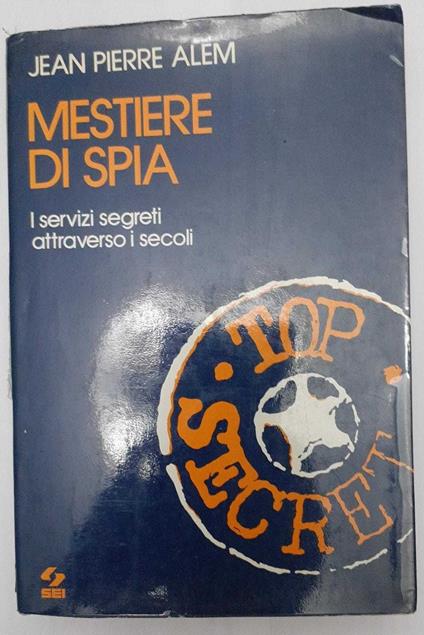 JEAN PIERRE ALEM
MESTIERE
DI SPIA
I servizi segreti
attraverso i secoli
• TOP •
SECRET
SEI